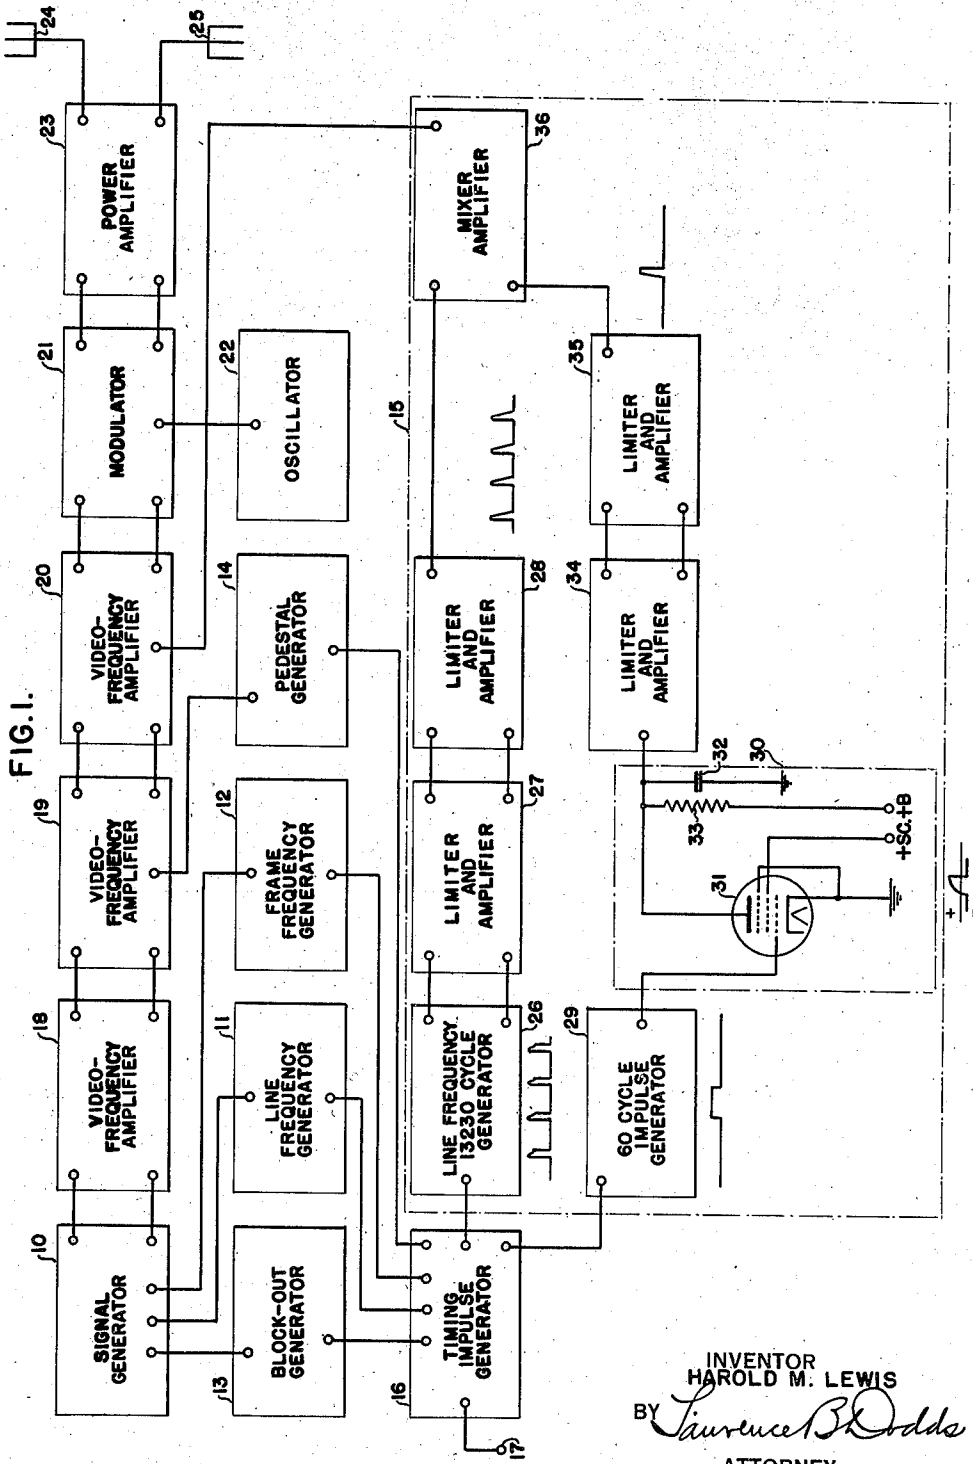 FIG.1.
10
SIGNAL
GENERATOR
18
VIDEO-
FREQUENCY
AMPLIFIER
19
VIDEO-
FREQUENCY
AMPLIFIER
20
VIDEO-
FREQUENCY
AMPLIFIER
21
MODULATOR
23
POWER
AMPLIFIER
24
25
13
BLOCK-OUT
GENERATOR
11
LINE
FREQUENCY
GENERATOR
12
FRAME
FREQUENCY
GENERATOR
14
PEDESTAL
GENERATOR
22
OSCILLATOR
15
16
TIMING
IMPULSE
GENERATOR
17
26
LINE FREQUENCY
13230 CYCLE
GENERATOR
27
LIMITER
AND
AMPLIFIER
28
LIMITER
AND
AMPLIFIER
36
MIXER
AMPLIFIER
29
60 CYCLE
IMPULSE
GENERATOR
30
31
32
33
+SC.
+B
34
LIMITER
AND
AMPLIFIER
35
LIMITER
AND
AMPLIFIER
+
INVENTOR
HAROLD M. LEWIS
BY Laurence B Dodds
ATTORNEY